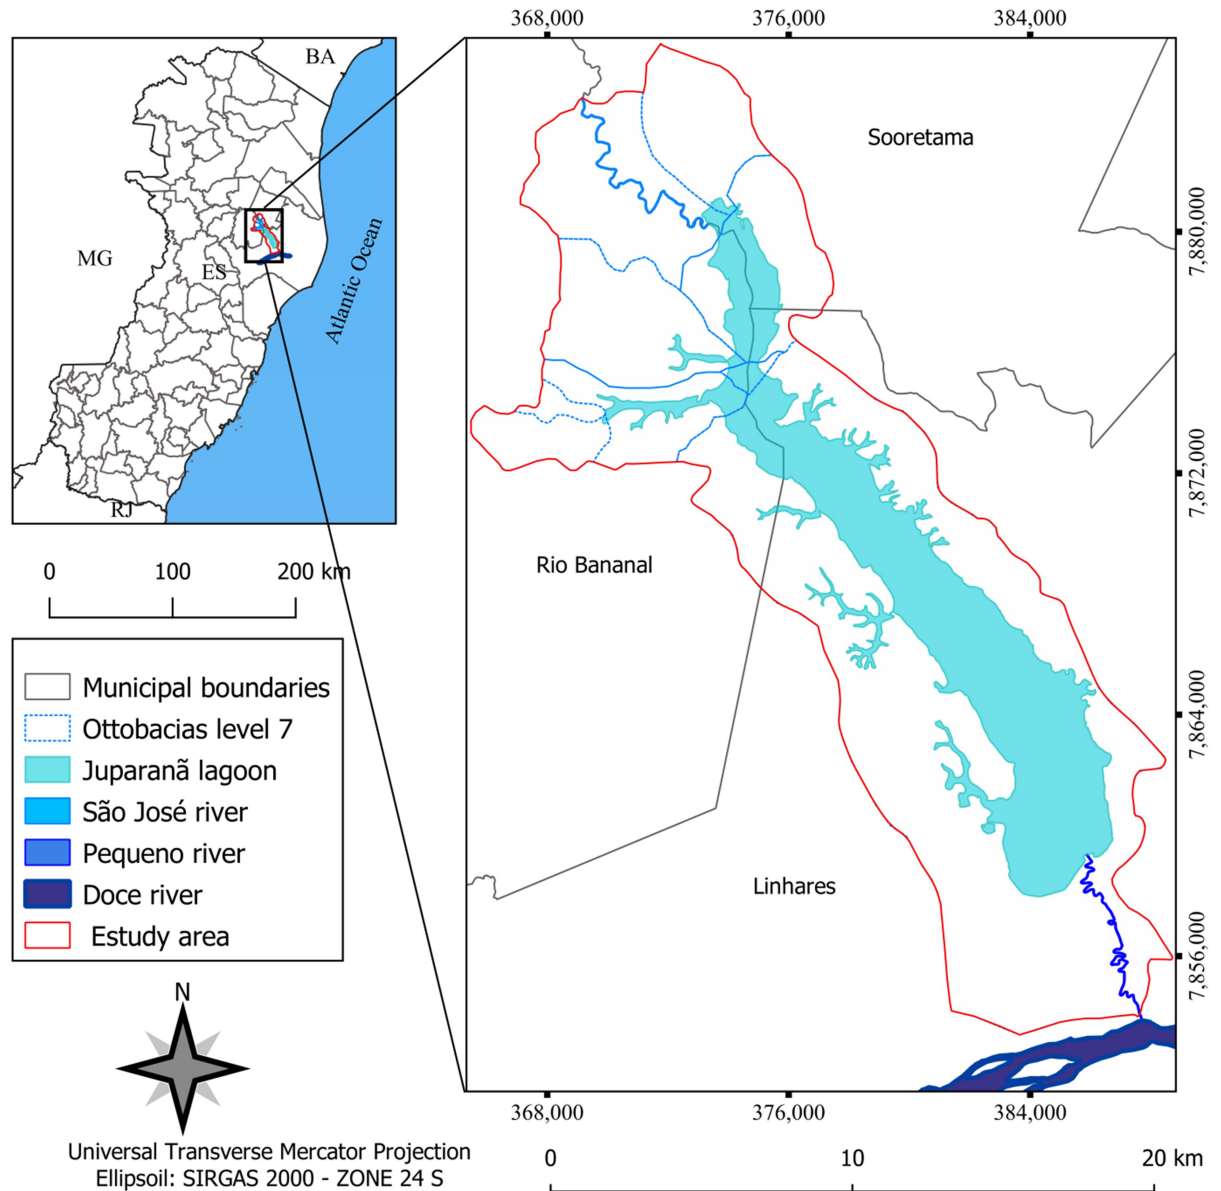 368,000
376,000
384,000
BA
MG
ES
RJ
Atlantic Ocean
Sooretama
Rio Bananal
Linhares
7,880,000
7,872,000
7,864,000
7,856,000
0
100
200 km
Municipal boundaries
Ottobacias level 7
Juparanã lagoon
São José river
Pequeno river
Doce river
Estudy area
N
Universal Transverse Mercator Projection
Ellipsoil: SIRGAS 2000 - ZONE 24 S
368,000
376,000
384,000
0
10
20 km